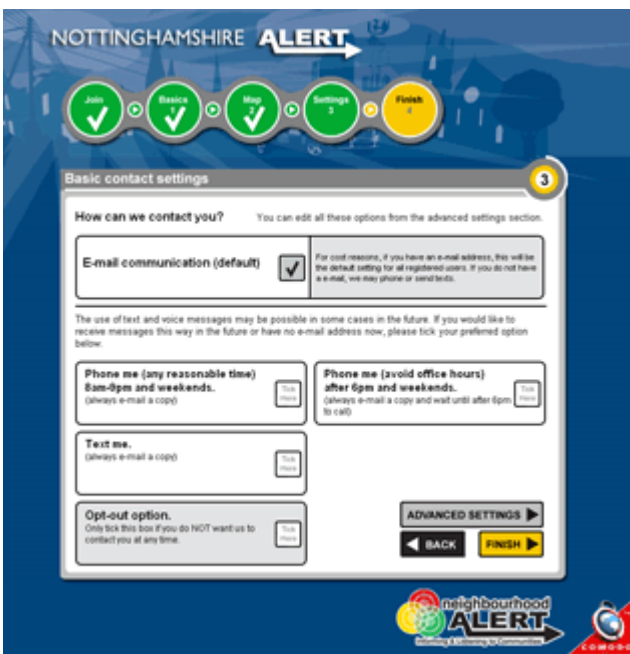 NOTTINGHAMSHIRE ALERT
Join
Basics
1
Map
2
Settings
3
Finish
4
Basic contact settings
3
How can we contact you?
You can edit all these options from the advanced settings section.
E-mail communication (default)
For cost reasons, if you have an e-mail address, this will be
the default setting for all registered users. If you do not have
a e-mail, we may phone or send texts.
The use of text and voice messages may be possible in some cases in the future. If you would like to
receive messages this way in the future or have no e-mail address now, please tick your preferred option
below.
Phone me (any reasonable time)
8am-9pm and weekends.
(always e-mail a copy)
Tick
Here
Phone me (avoid office hours)
after 6pm and weekends.
(always e-mail a copy and wait until after 6pm
to call)
Tick
Here
Text me.
(always e-mail a copy)
Tick
Here
Opt-out option.
Only tick this box if you do NOT want us to
contact you at any time.
Tick
Here
ADVANCED SETTINGS
BACK
FINISH
neighbourhood
ALERT
Informing & Listening to Communities
COMODO